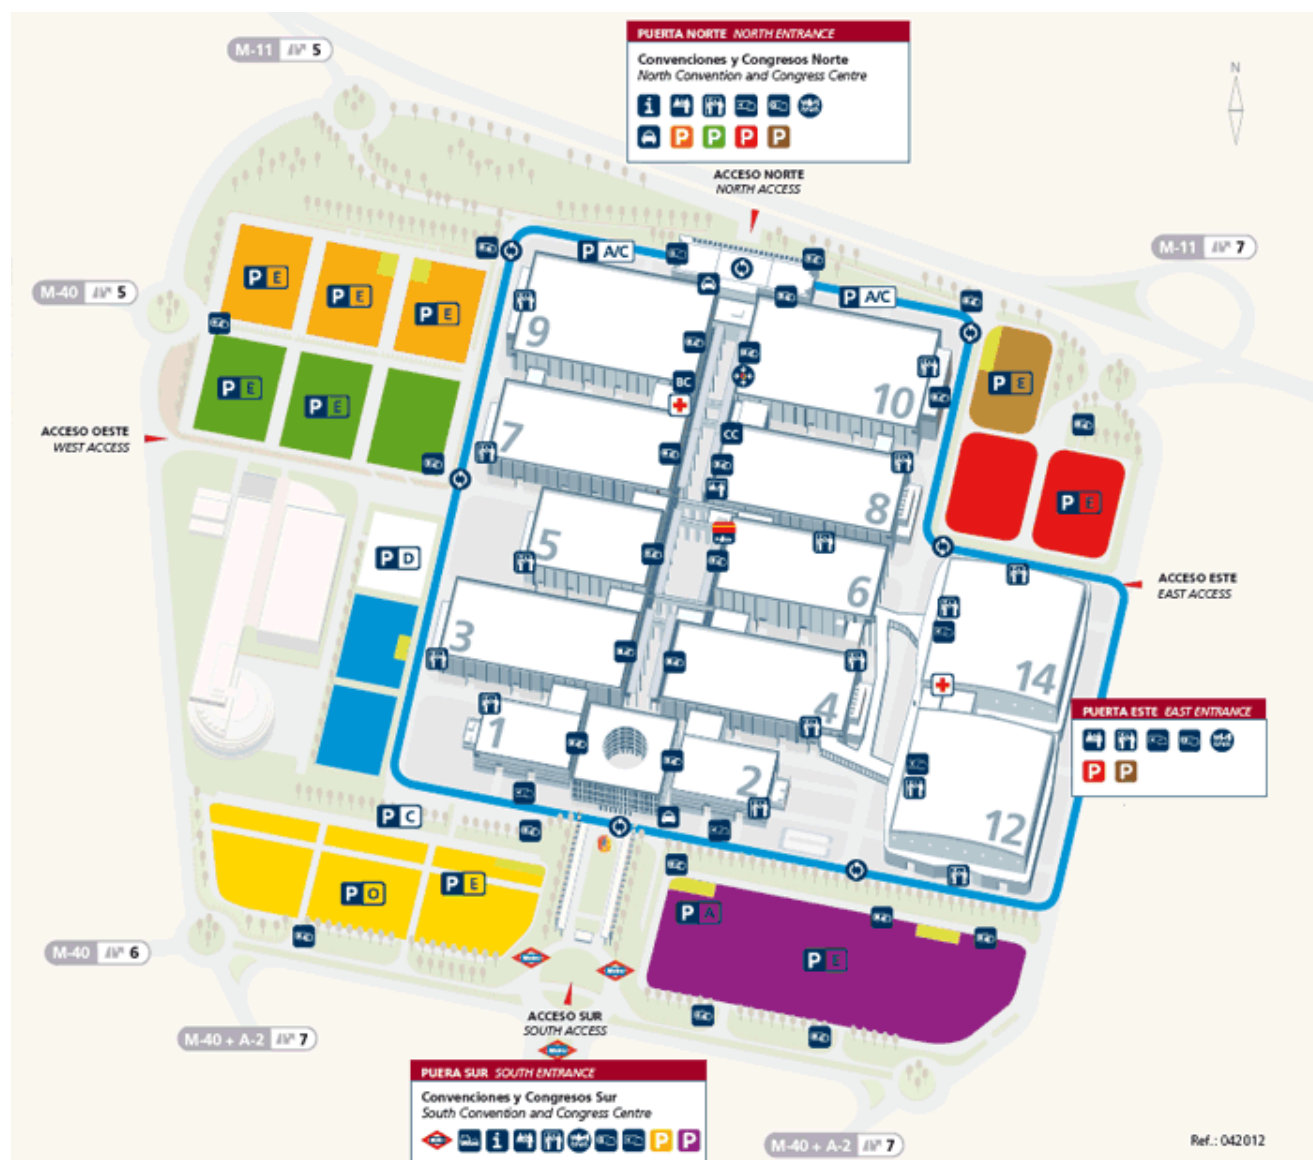 PUERTA NORTE NORTH ENTRANCE
Convenciones y Congresos Norte
North Convention and Congress Centre
i
P P P P
M-11 5
N
ACCESO NORTE
NORTH ACCESS
M-11 7
P A/C
P A/C
P E
P E
P E
M-40 5
9
10
P E
P E
P E
BC
ACCESO OESTE
WEST ACCESS
7
CC
8
P E
P D
5
6
ACCESO ESTE
EAST ACCESS
3
14
4
PUERTA ESTE EAST ENTRANCE
P P
1
2
12
P C
P E
P O
P A
P E
M-40 6
Metro
Metro
ACCESO SUR
SOUTH ACCESS
M-40 + A-2 7
Metro
PUERA SUR SOUTH ENTRANCE
Convenciones y Congresos Sur
South Convention and Congress Centre
i P P
M-40 + A-2 7
Ref.: 042012